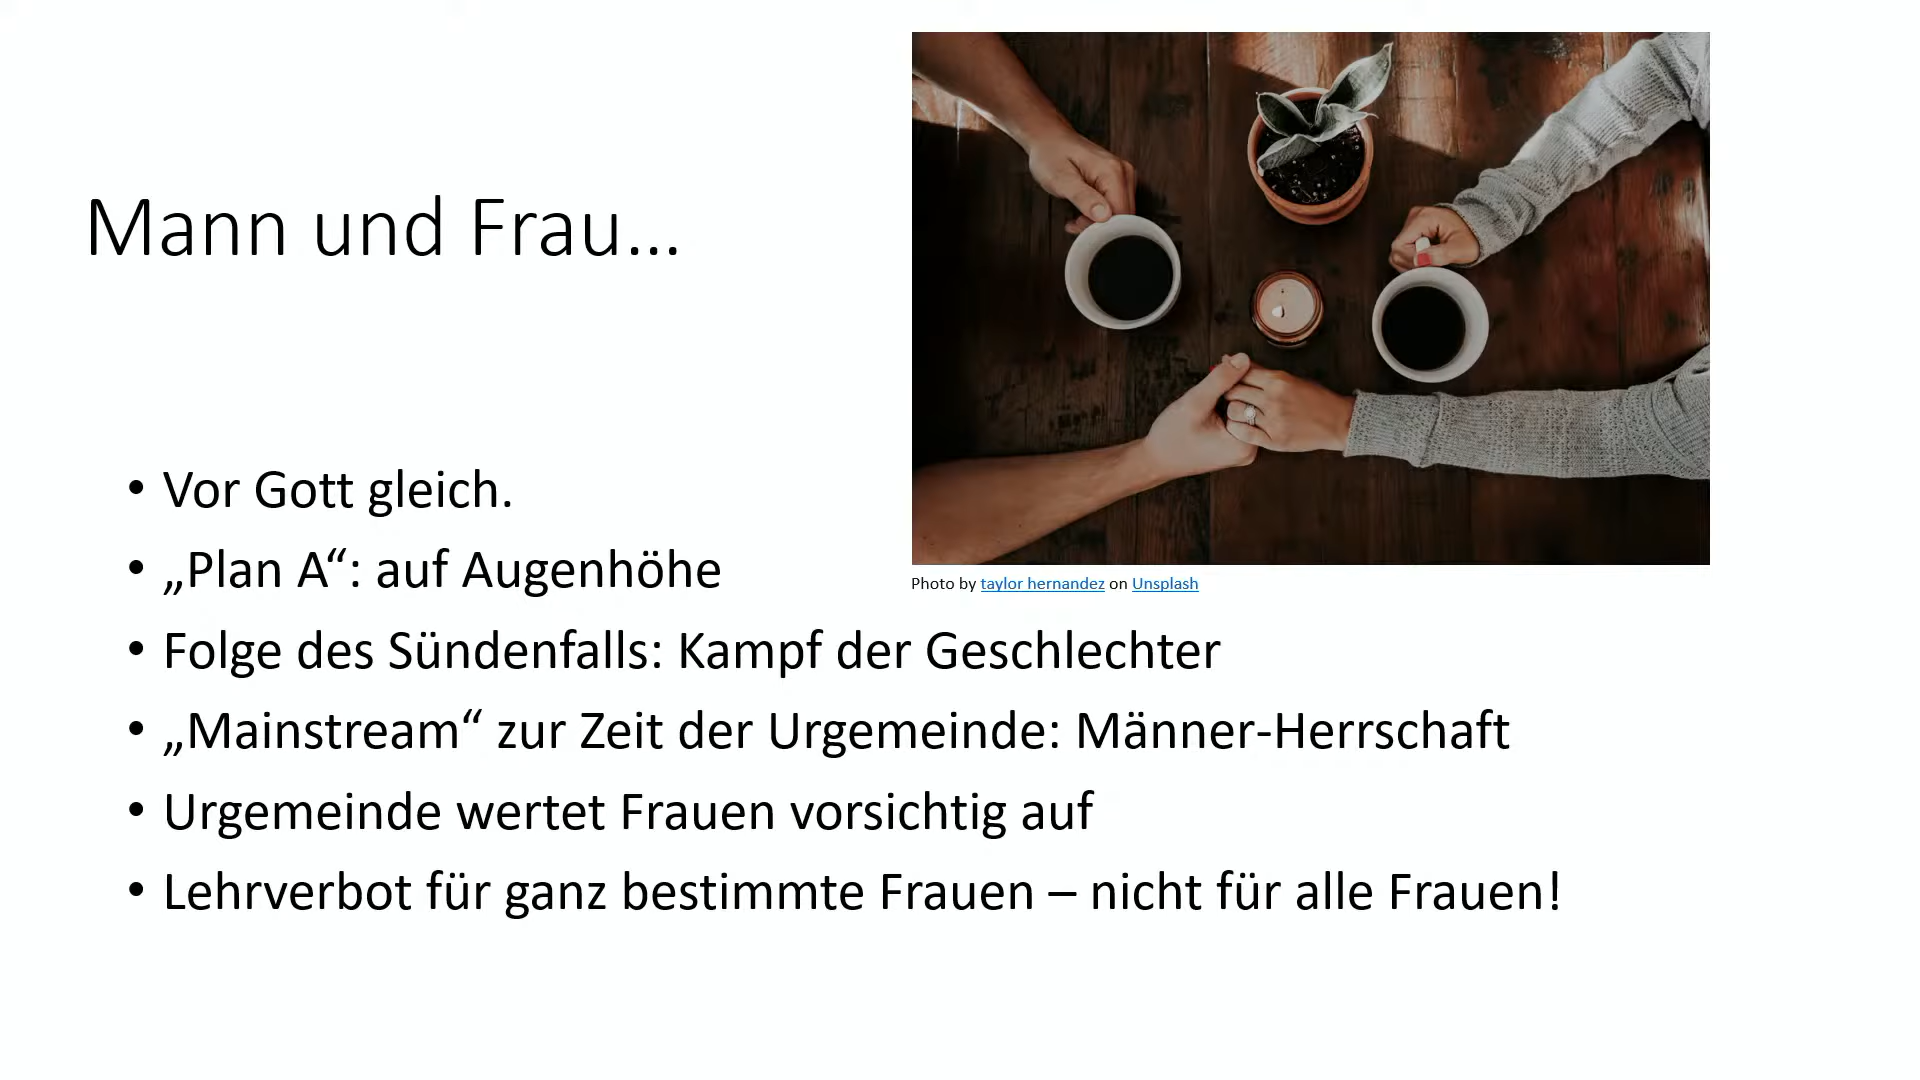 Mann und Frau...
Photo by taylor hernandez on Unsplash
• Vor Gott gleich.
• „Plan A“: auf Augenhöhe
• Folge des Sündenfalls: Kampf der Geschlechter
• „Mainstream“ zur Zeit der Urgemeinde: Männer-Herrschaft
• Urgemeinde wertet Frauen vorsichtig auf
• Lehrverbot für ganz bestimmte Frauen – nicht für alle Frauen!